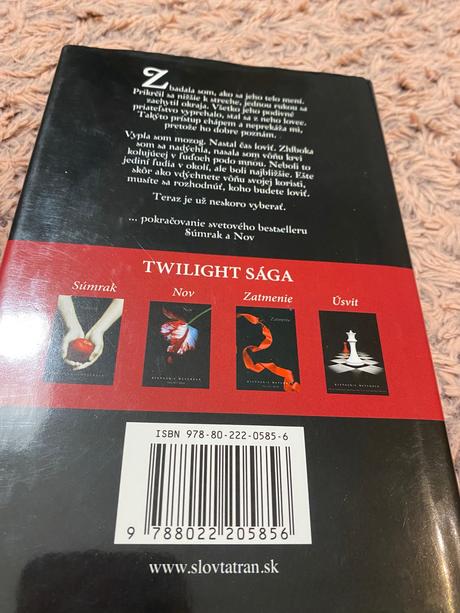 Zbadala som, ako sa jeho telo mení.
Prikrčil sa nižšie k streche, jednou rukou sa
zachytil okraja. Všetko jeho podivné
priateľstvo vyprchalo, stal sa z neho lovec.
Takýto prístup chápem a neprekáža mi,
pretože ho dobre poznám.
Vypla som mozog. Nastal čas loviť. Zhlboka
som sa nadýchla, nasala som vôňu krvi
kolujúcej v ľuďoch podo mnou. Neboli to
jediní ľudia v okolí, ale boli najbližšie. Ešte
skôr ako vdýchnete vôňu svojej koristi,
musíte sa rozhodnúť, koho budete loviť.
Teraz je už neskoro vyberať.
... pokračovanie svetového bestselleru
Súmrak a Nov
TWILIGHT SÁGA
Súmrak Nov Zatmenie Úsvit
ISBN 978-80-222-0585-6
9 788022 205856
www.slovtatran.sk